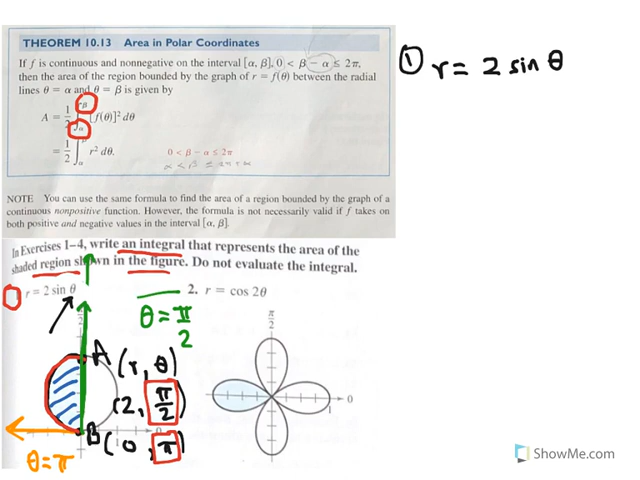 THEOREM 10.13 Area in Polar Coordinates
If f is continuous and nonnegative on the interval [α, β], 0 < β − α ≤ 2π,
then the area of the region bounded by the graph of r = f(θ) between the radial
lines θ = α and θ = β is given by
A = 1/2 ∫_α^β [f(θ)]² dθ
= 1/2 ∫_α^β r² dθ.
0 < β − α ≤ 2π
α < β ≤ 2π + α
NOTE You can use the same formula to find the area of a region bounded by the graph of a
continuous nonpositive function. However, the formula is not necessarily valid if f takes on
both positive and negative values in the interval [α, β].
① r = 2 sin θ
In Exercises 1–4, write an integral that represents the area of the
shaded region shown in the figure. Do not evaluate the integral.
r = 2 sin θ
2. r = cos 2θ
θ = π/2
A (r, θ)
(2, π/2)
B (0, π)
θ = π
π/2
0
1
ShowMe.com